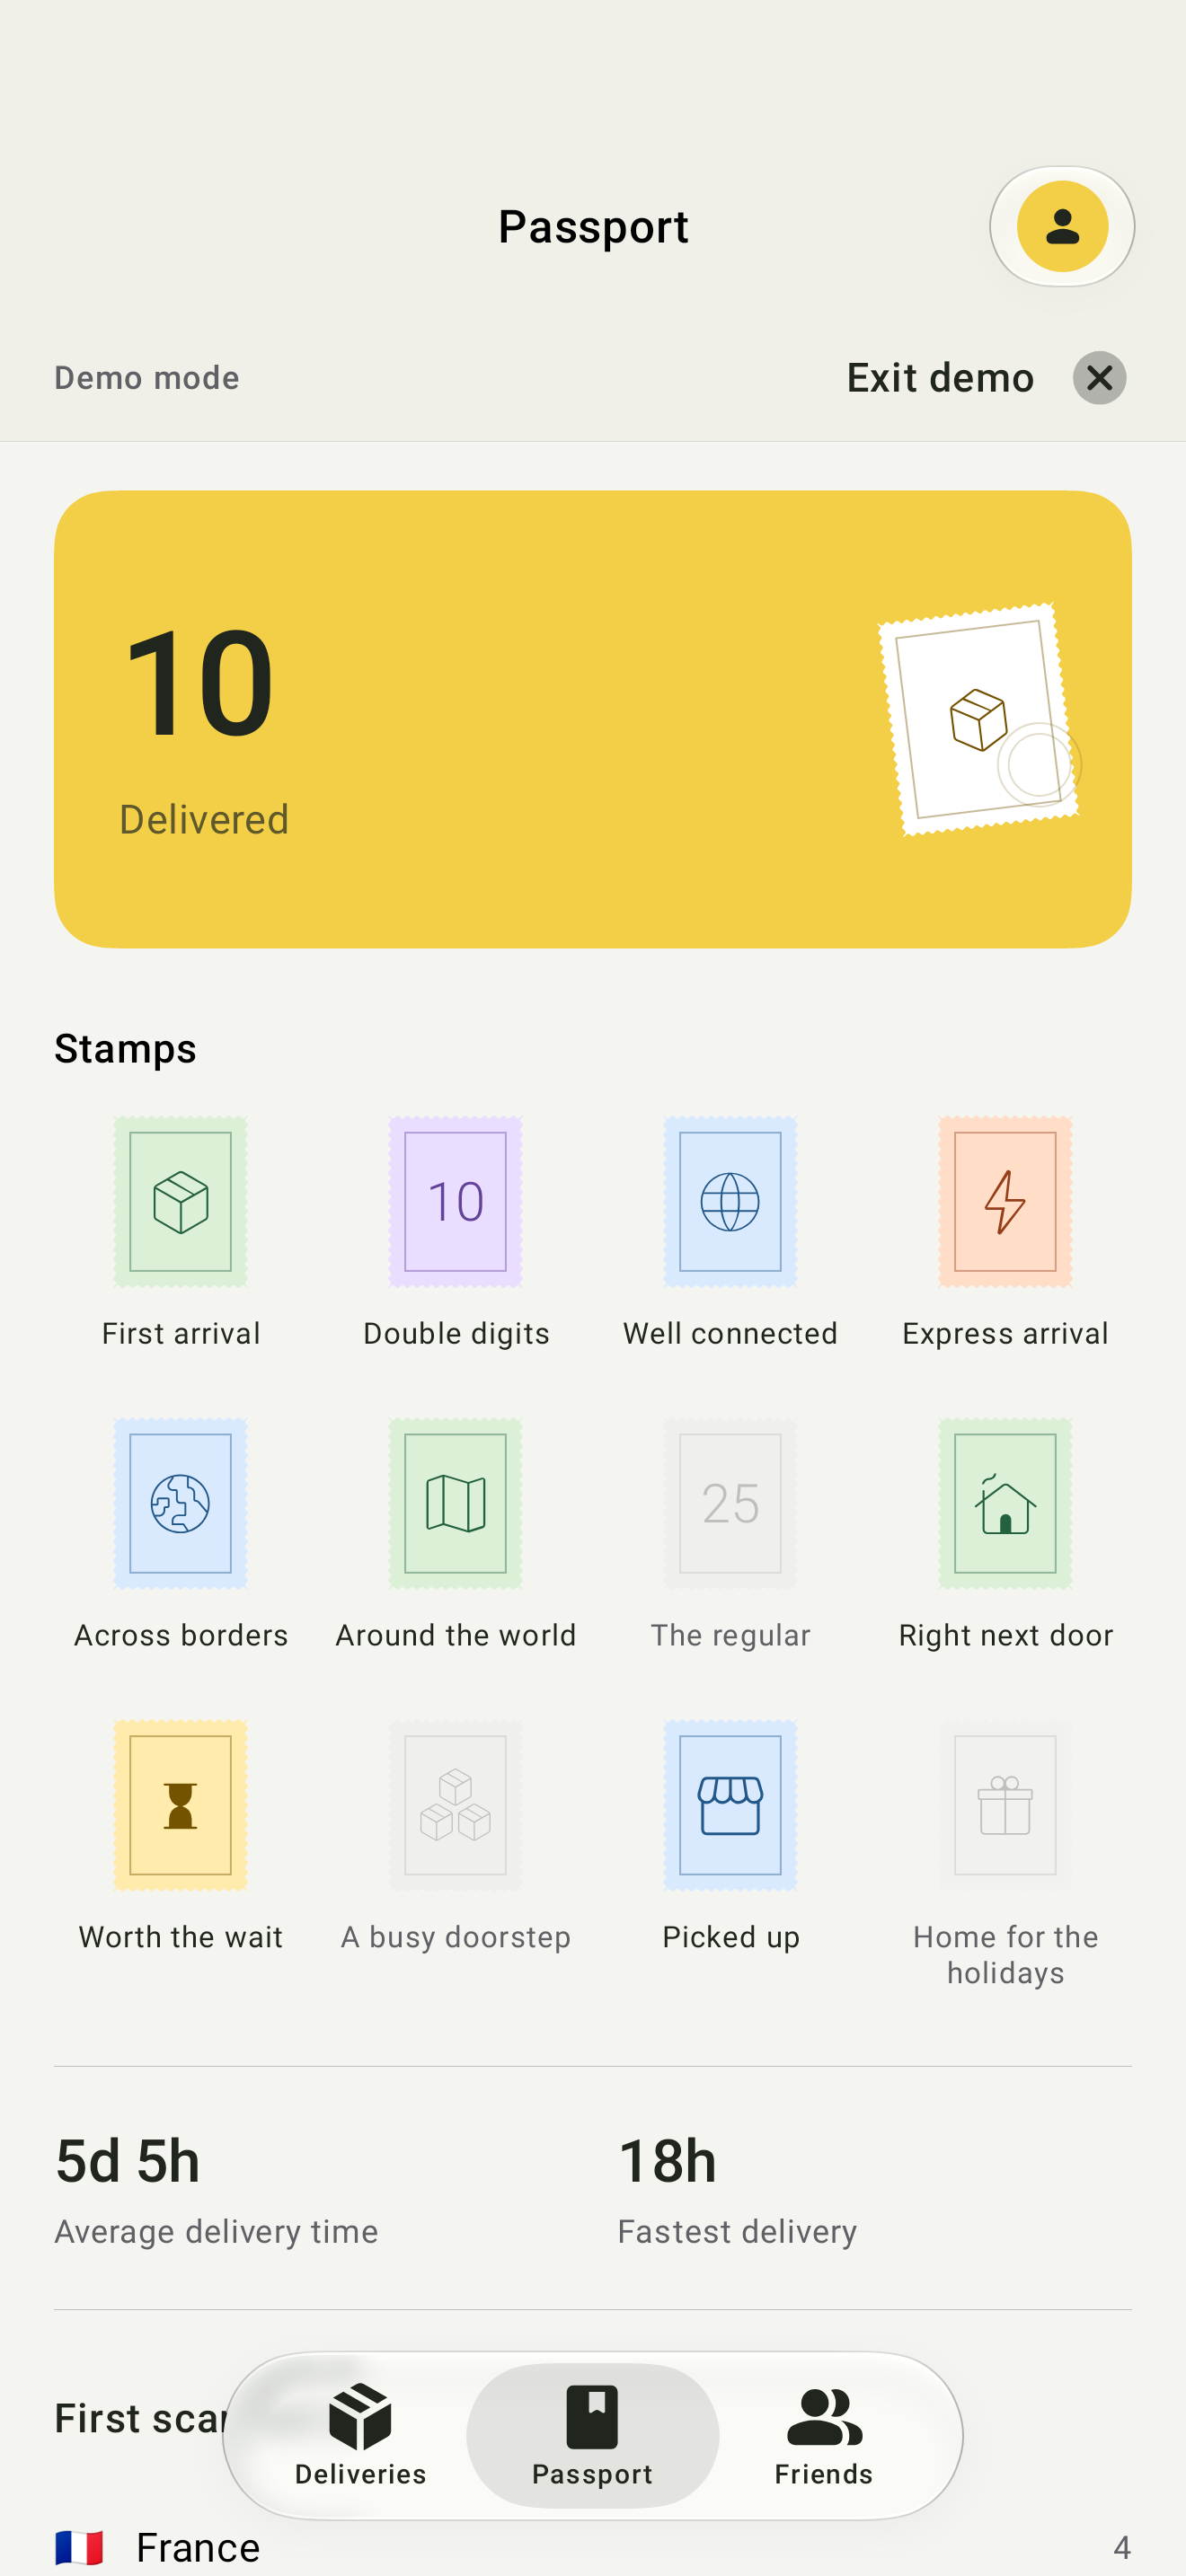 Passport
Demo mode
Exit demo
10
Delivered
Stamps
10
First arrival
Double digits
Well connected
Express arrival
25
Across borders
Around the world
The regular
Right next door
Worth the wait
A busy doorstep
Picked up
Home for the
holidays
5d 5h
18h
Average delivery time
Fastest delivery
First
Deliveries
Passport
Friends
France
4